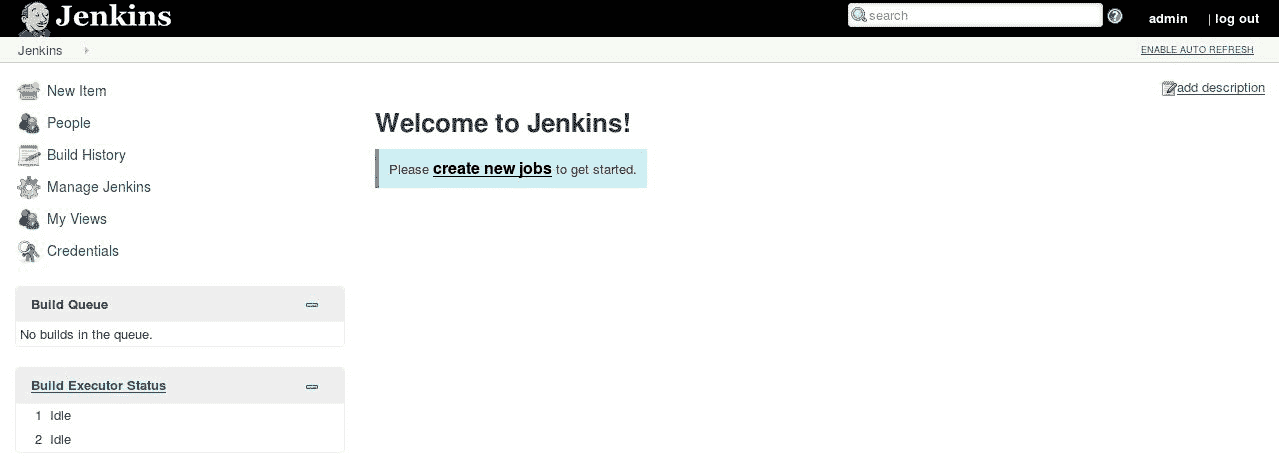 Jenkins
search
admin | log out
Jenkins
ENABLE AUTO REFRESH
New Item
People
Build History
Manage Jenkins
My Views
Credentials
Build Queue
No builds in the queue.
Build Executor Status
1 Idle
2 Idle
add description
Welcome to Jenkins!
Please create new jobs to get started.